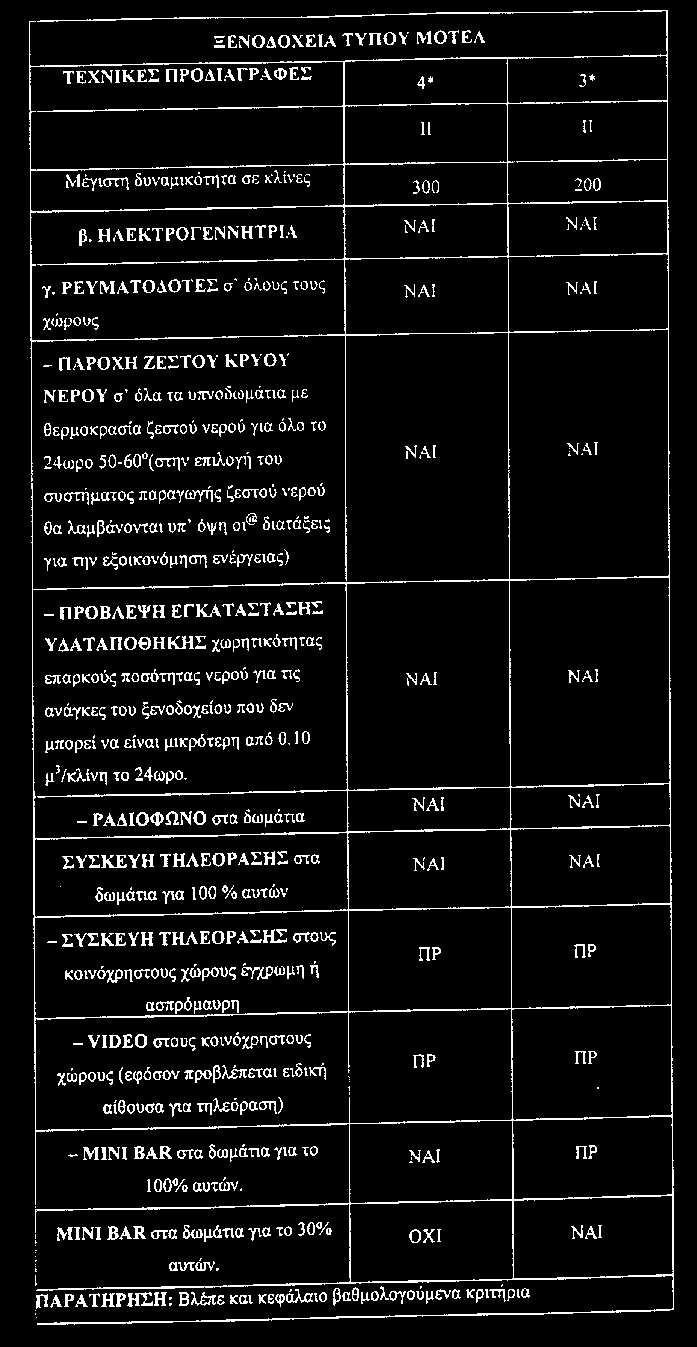 ΞΕΝΟΔΟΧΕΙΑ ΤΥΠΟΥ ΜΟΤΕΛ
ΤΕΧΝΙΚΕΣ ΠΡΟΔΙΑΓΡΑΦΕΣ 4* 3*
Π Π
Μέγιστη δυναμικότητα σε κλίνες 300 200
β. ΗΛΕΚΤΡΟΓΕΝΝΗΤΡΙΑ ΝΑΙ ΝΑΙ
γ. ΡΕΥΜΑΤΟΔΟΤΕΣ σ' όλους τους ΝΑΙ ΝΑΙ
χώρους
– ΠΑΡΟΧΗ ΖΕΣΤΟΥ ΚΡΥΟΥ
ΝΕΡΟΥ σ' όλα τα υπνοδωμάτια με
θερμοκρασία ζεστού νερού για όλο το
24ωρο 50-60°(στην επιλογή του ΝΑΙ ΝΑΙ
συστήματος παραγωγής ζεστού νερού
θα λαμβάνονται υπ' όψη οι@ διατάξεις
για την εξοικονόμηση ενέργειας)
– ΠΡΟΒΛΕΨΗ ΕΓΚΑΤΑΣΤΑΣΗΣ
ΥΔΑΤΑΠΟΘΗΚΗΣ χωρητικότητας
επαρκούς ποσότητας νερού για τις ΝΑΙ ΝΑΙ
ανάγκες του ξενοδοχείου που δεν
μπορεί να είναι μικρότερη από 0.10
μ³/κλίνη το 24ωρο.
– ΡΑΔΙΟΦΩΝΟ στα δωμάτια ΝΑΙ ΝΑΙ
ΣΥΣΚΕΥΗ ΤΗΛΕΟΡΑΣΗΣ στα ΝΑΙ ΝΑΙ
δωμάτια για 100 % αυτών
– ΣΥΣΚΕΥΗ ΤΗΛΕΟΡΑΣΗΣ στους
κοινόχρηστους χώρους έγχρωμη ή ΠΡ ΠΡ
ασπρόμαυρη
– VIDEO στους κοινόχρηστους
χώρους (εφόσον προβλέπεται ειδική ΠΡ ΠΡ
αίθουσα για τηλεόραση)
– MINI BAR στα δωμάτια για το ΝΑΙ ΠΡ
100% αυτών.
MINI BAR στα δωμάτια για το 30% ΟΧΙ ΝΑΙ
αυτών.
ΠΑΡΑΤΗΡΗΣΗ: Βλέπε και κεφάλαιο βαθμολογούμενα κριτήρια